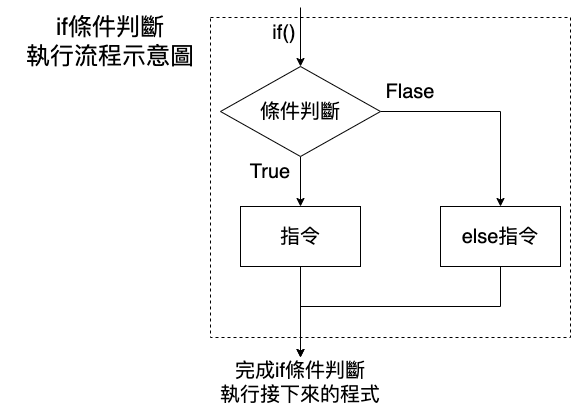 if條件判斷
執行流程示意圖
if()
條件判斷
Flase
True
指令
else指令
完成if條件判斷
執行接下來的程式